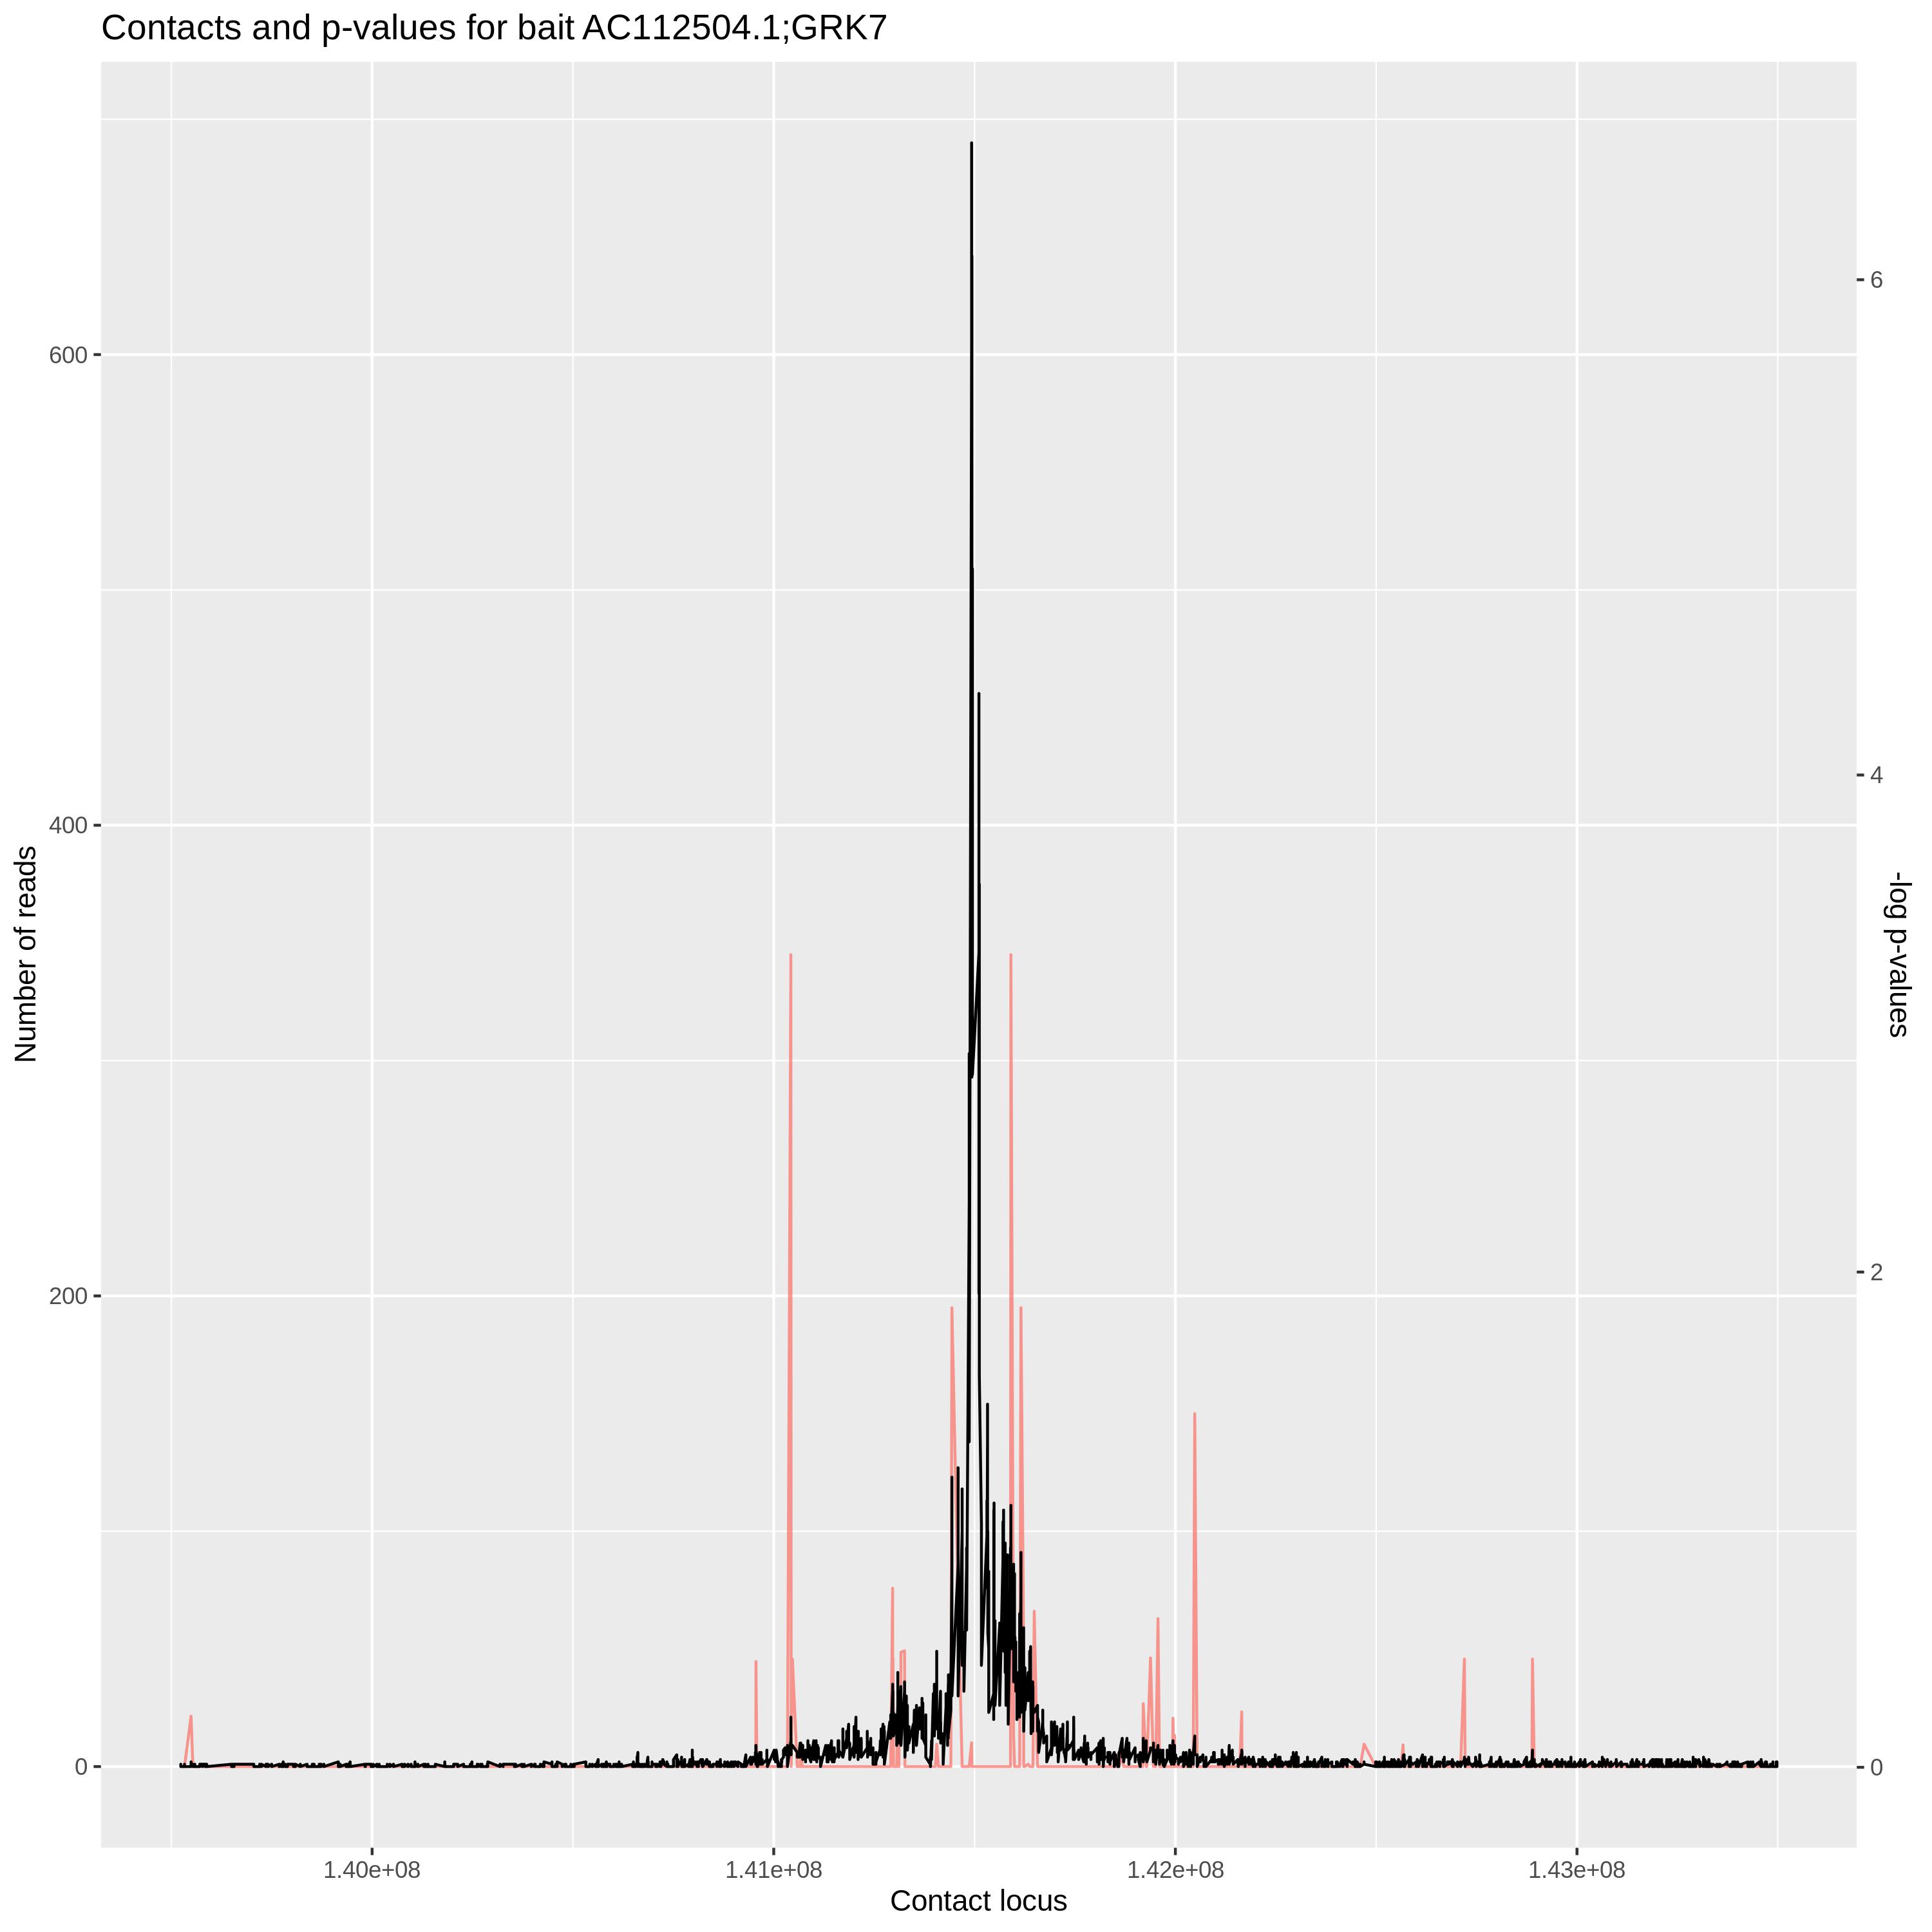 Contacts and p-values for bait AC112504.1;GRK7
600
400
200
0
Number of reads
6
4
2
0
-log p-values
1.40e+08
1.41e+08
1.42e+08
1.43e+08
Contact locus